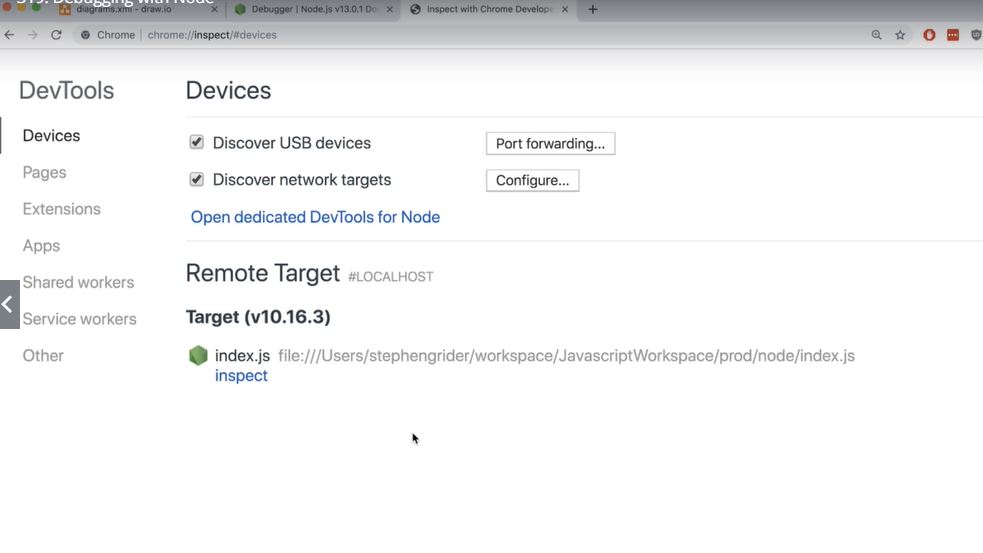 319. Debugging with Node
diagrams.xml - draw.io
Debugger | Node.js v13.0.1 Do
Inspect with Chrome Develope
Chrome | chrome://inspect/#devices
DevTools
Devices
Devices
Discover USB devices
Port forwarding...
Pages
Discover network targets
Configure...
Extensions
Open dedicated DevTools for Node
Apps
Remote Target #LOCALHOST
Shared workers
Target (v10.16.3)
Service workers
Other
index.js file:///Users/stephengrider/workspace/JavascriptWorkspace/prod/node/index.js
inspect